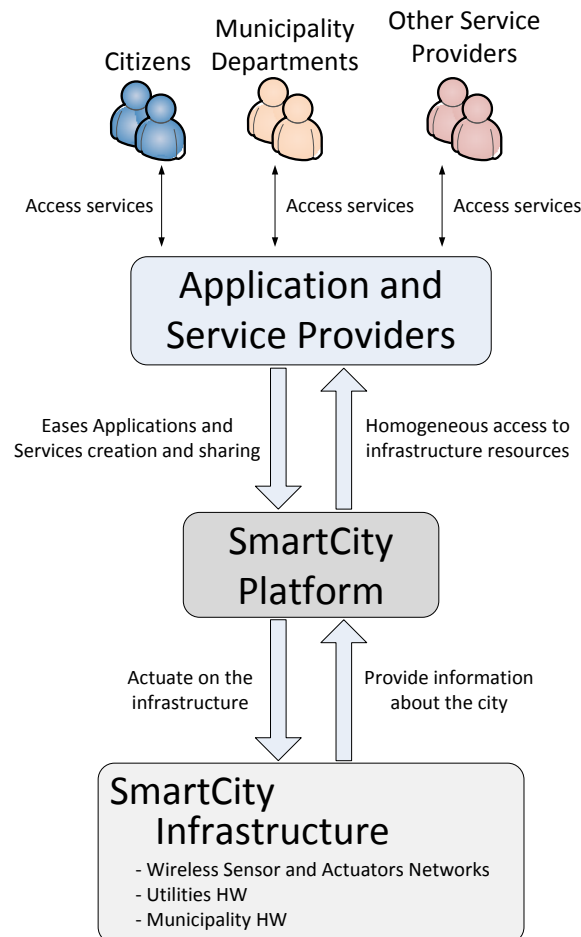 Citizens
Municipality
Departments
Other Service
Providers
Access services
Access services
Access services
Application and
Service Providers
Eases Applications and
Services creation and sharing
Homogeneous access to
infrastructure resources
SmartCity
Platform
Actuate on the
infrastructure
Provide information
about the city
SmartCity
Infrastructure
- Wireless Sensor and Actuators Networks
- Utilities HW
- Municipality HW